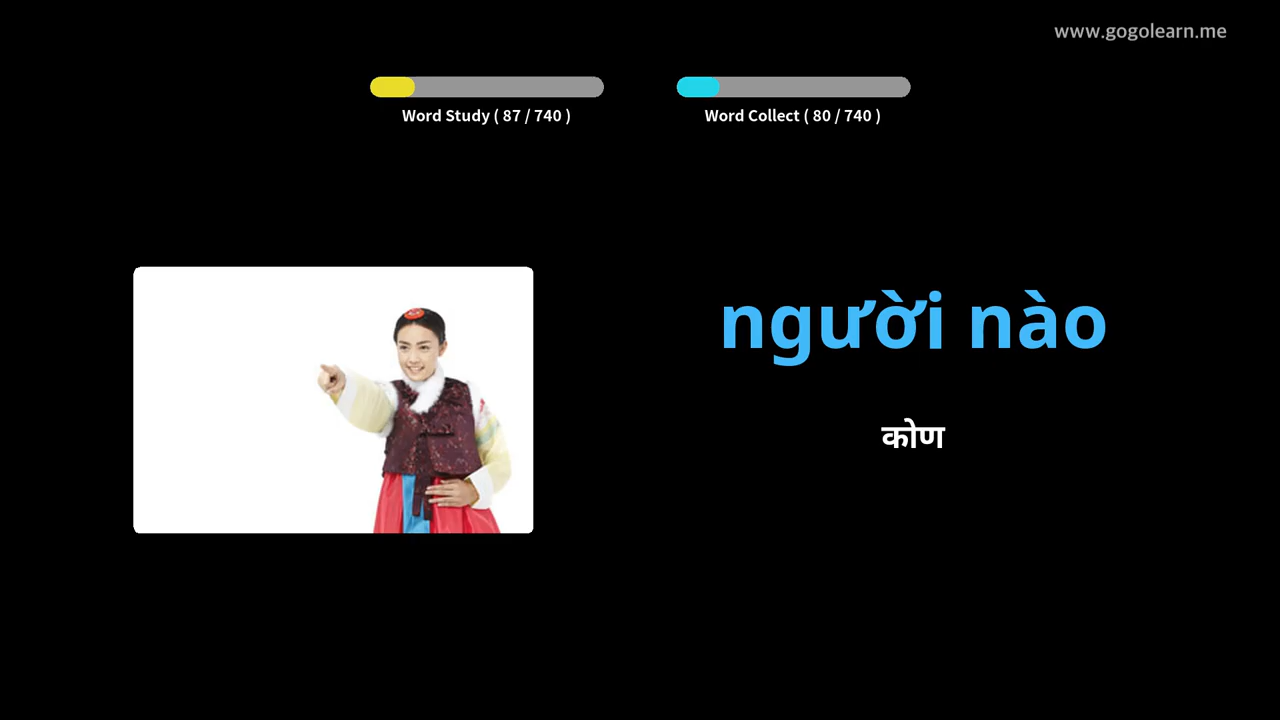 www.gogolearn.me
Word Study ( 87 / 740 )
Word Collect ( 80 / 740 )
người nào
कोण